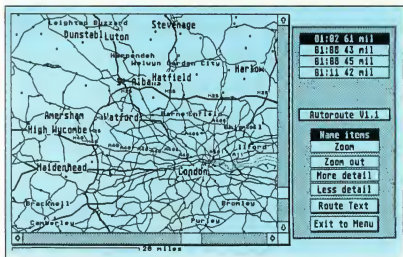 Leighton Buzzard
Stevenage
Dunstabl Luton
Harpenden
Welwyn Garden City
Hatfield
Harlow
St Albans
Amersham
Watford
Enfield
High Wycombe
Ilford
Maidenhead
London
Bracknell
Bromley
Camberley
Purley
20 miles
01:02 61 mil
01:08 43 mil
01:08 45 mil
01:11 42 mil
Autoroute V1.1
Name items
Zoom
Zoom out
More detail
Less detail
Route Text
Exit to Menu